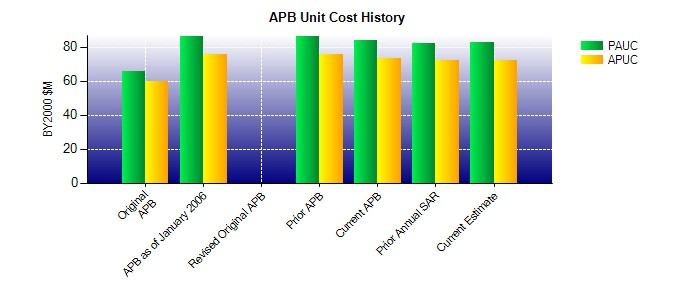 APB Unit Cost History
PAUC
APUC
BY2000 $M
80
60
40
20
0
Original
APB
APB as of January 2006
Revised Original APB
Prior APB
Current APB
Prior Annual SAR
Current Estimate